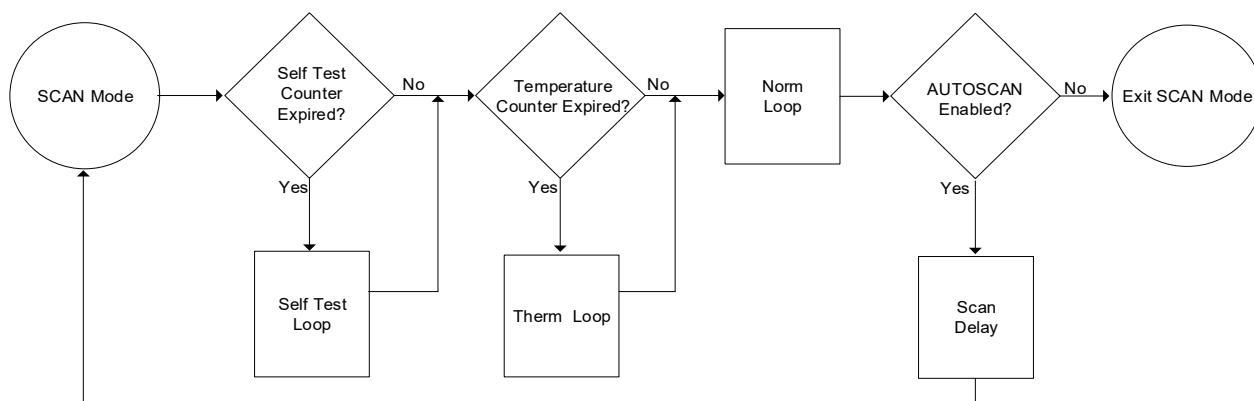 SCAN Mode
Self Test
Counter
Expired?
No
Yes
Self Test
Loop
Temperature
Counter Expired?
No
Yes
Therm Loop
Norm
Loop
AUTOSCAN
Enabled?
No
Yes
Scan
Delay
Exit SCAN Mode